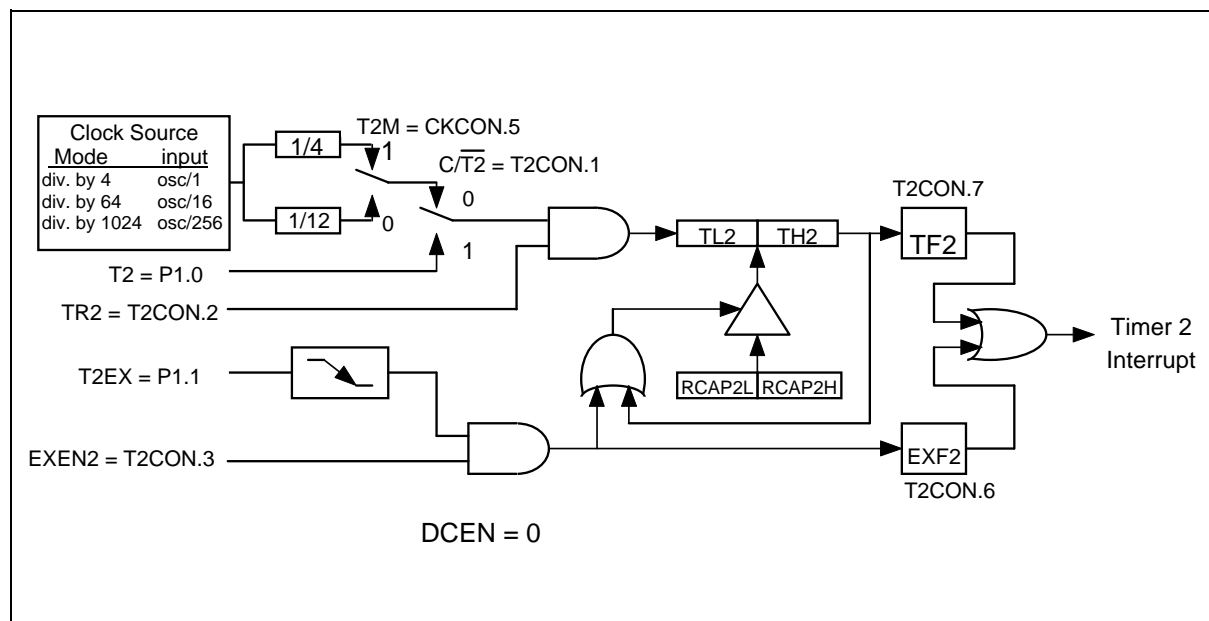 Clock Source
Mode input
div. by 4 osc/1
div. by 64 osc/16
div. by 1024 osc/256
1/4
1/12
T2M = CKCON.5
1
0
C/T2 = T2CON.1
0
1
T2 = P1.0
TR2 = T2CON.2
T2EX = P1.1
EXEN2 = T2CON.3
TL2 TH2
RCAP2L RCAP2H
T2CON.7
TF2
EXF2
T2CON.6
Timer 2
Interrupt
DCEN = 0